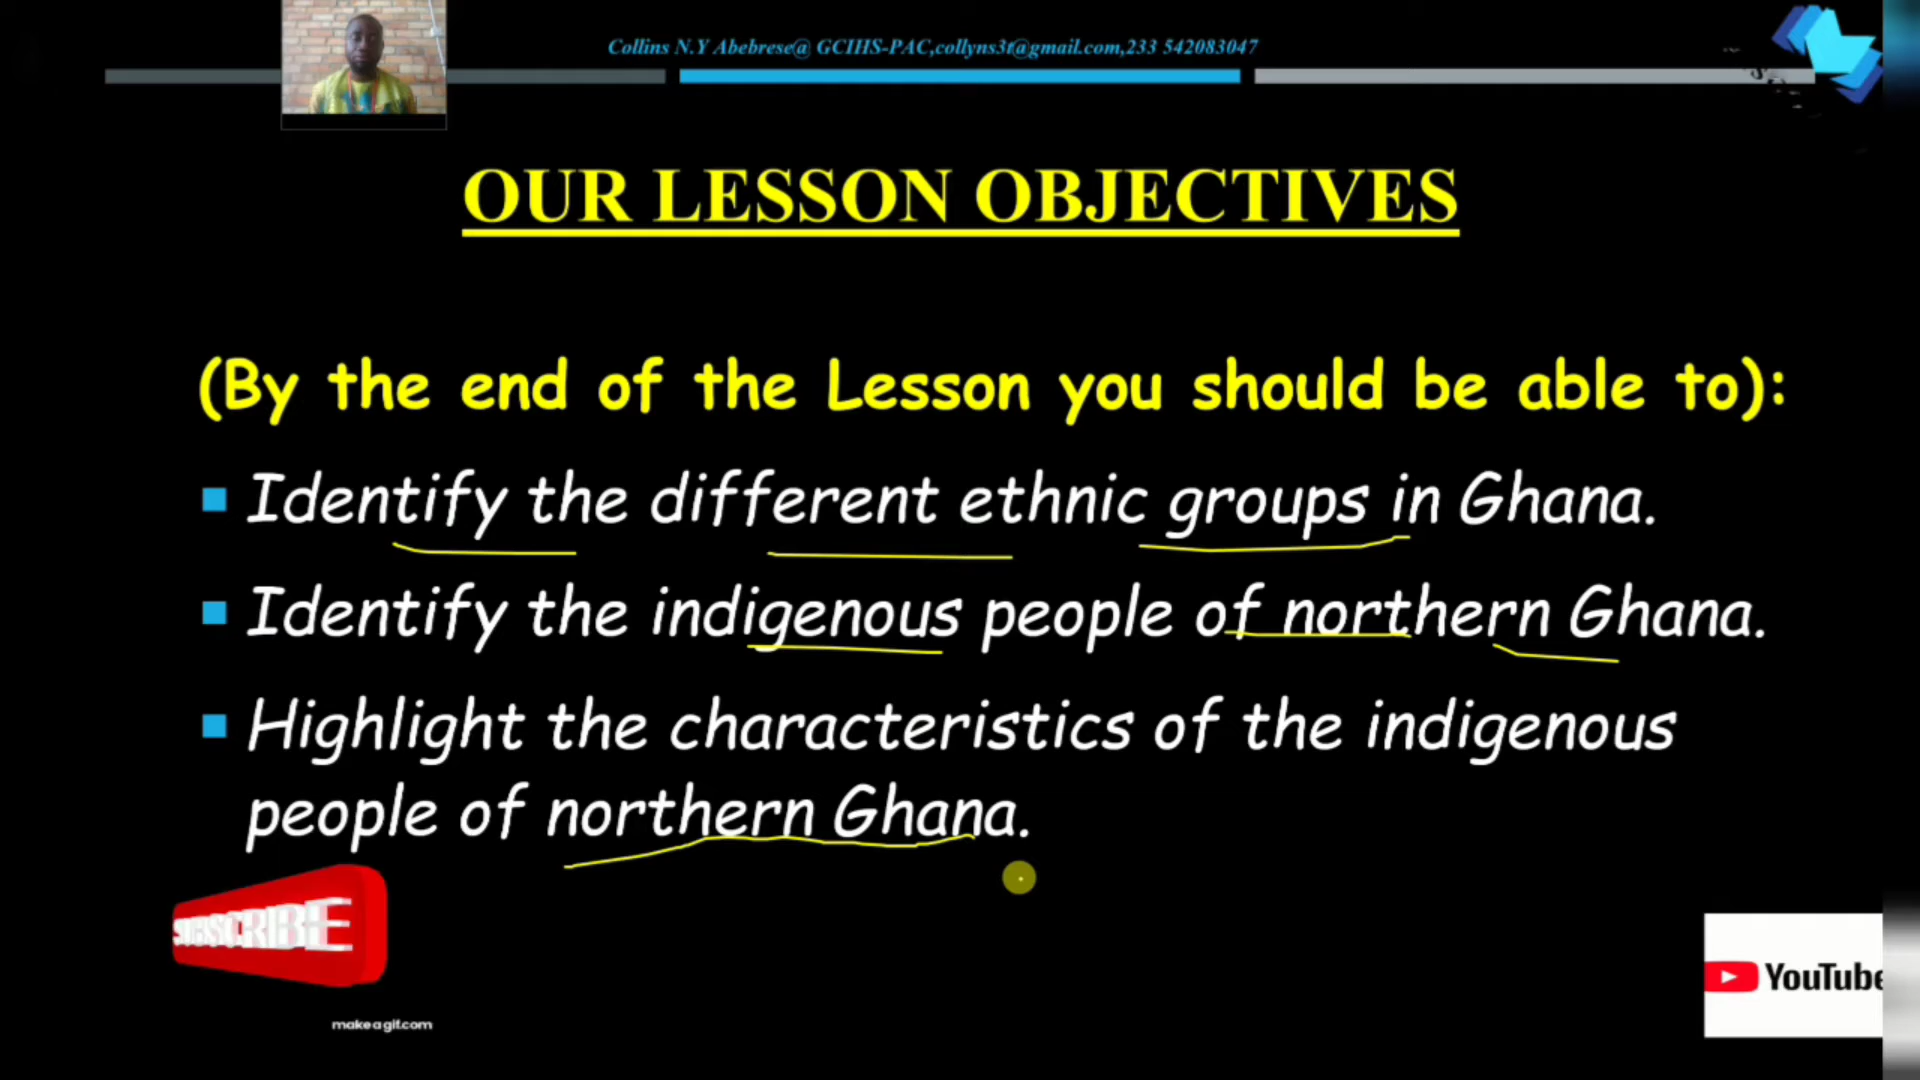 Collins N.Y Abebrese@ GCIHS-PAC,collyns3t@gmail.com,233 542083047
OUR LESSON OBJECTIVES
(By the end of the Lesson you should be able to):
Identify the different ethnic groups in Ghana.
Identify the indigenous people of northern Ghana.
Highlight the characteristics of the indigenous
people of northern Ghana.
SUBSCRIBE
YouTube
makeagif.com